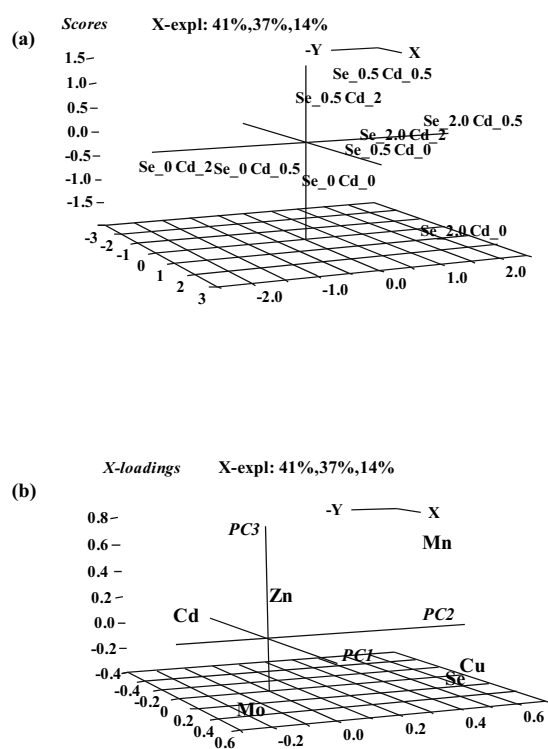 Scores X-expl: 41%,37%,14%
(a)
-Y X
1.5
Se_0.5 Cd_0.5
1.0
Se_0.5 Cd_2
0.5
Se_2.0 Cd_0.5
0.0
Se_2.0 Cd_2
Se_0.5 Cd_0
-0.5
Se_0 Cd_2 Se_0 Cd_0.5
-1.0
Se_0 Cd_0
-1.5
Se_2.0 Cd_0
-3 -2 -1 0 1 2 3
-2.0 -1.0 0.0 1.0 2.0
X-loadings X-expl: 41%,37%,14%
(b)
-Y X
0.8
PC3
Mn
0.6
0.4
Zn
0.2
Cd
PC2
0.0
-0.2
PC1
Cu
Se
Mo
-0.4 -0.4 -0.2 0 0.2 0.4 0.6
-0.2 0.0 0.2 0.4 0.6